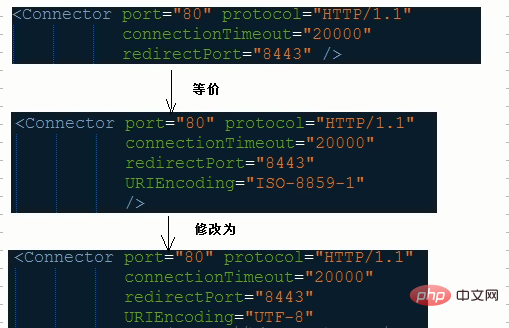 <Connector port="80" protocol="HTTP/1.1"
connectionTimeout="20000"
redirectPort="8443" />
等价
<Connector port="80" protocol="HTTP/1.1"
connectionTimeout="20000"
redirectPort="8443"
URIEncoding="ISO-8859-1"
/>
修改为
<Connector port="80" protocol="HTTP/1.1"
connectionTimeout="20000"
redirectPort="8443"
URIEncoding="UTF-8"
php 中文网